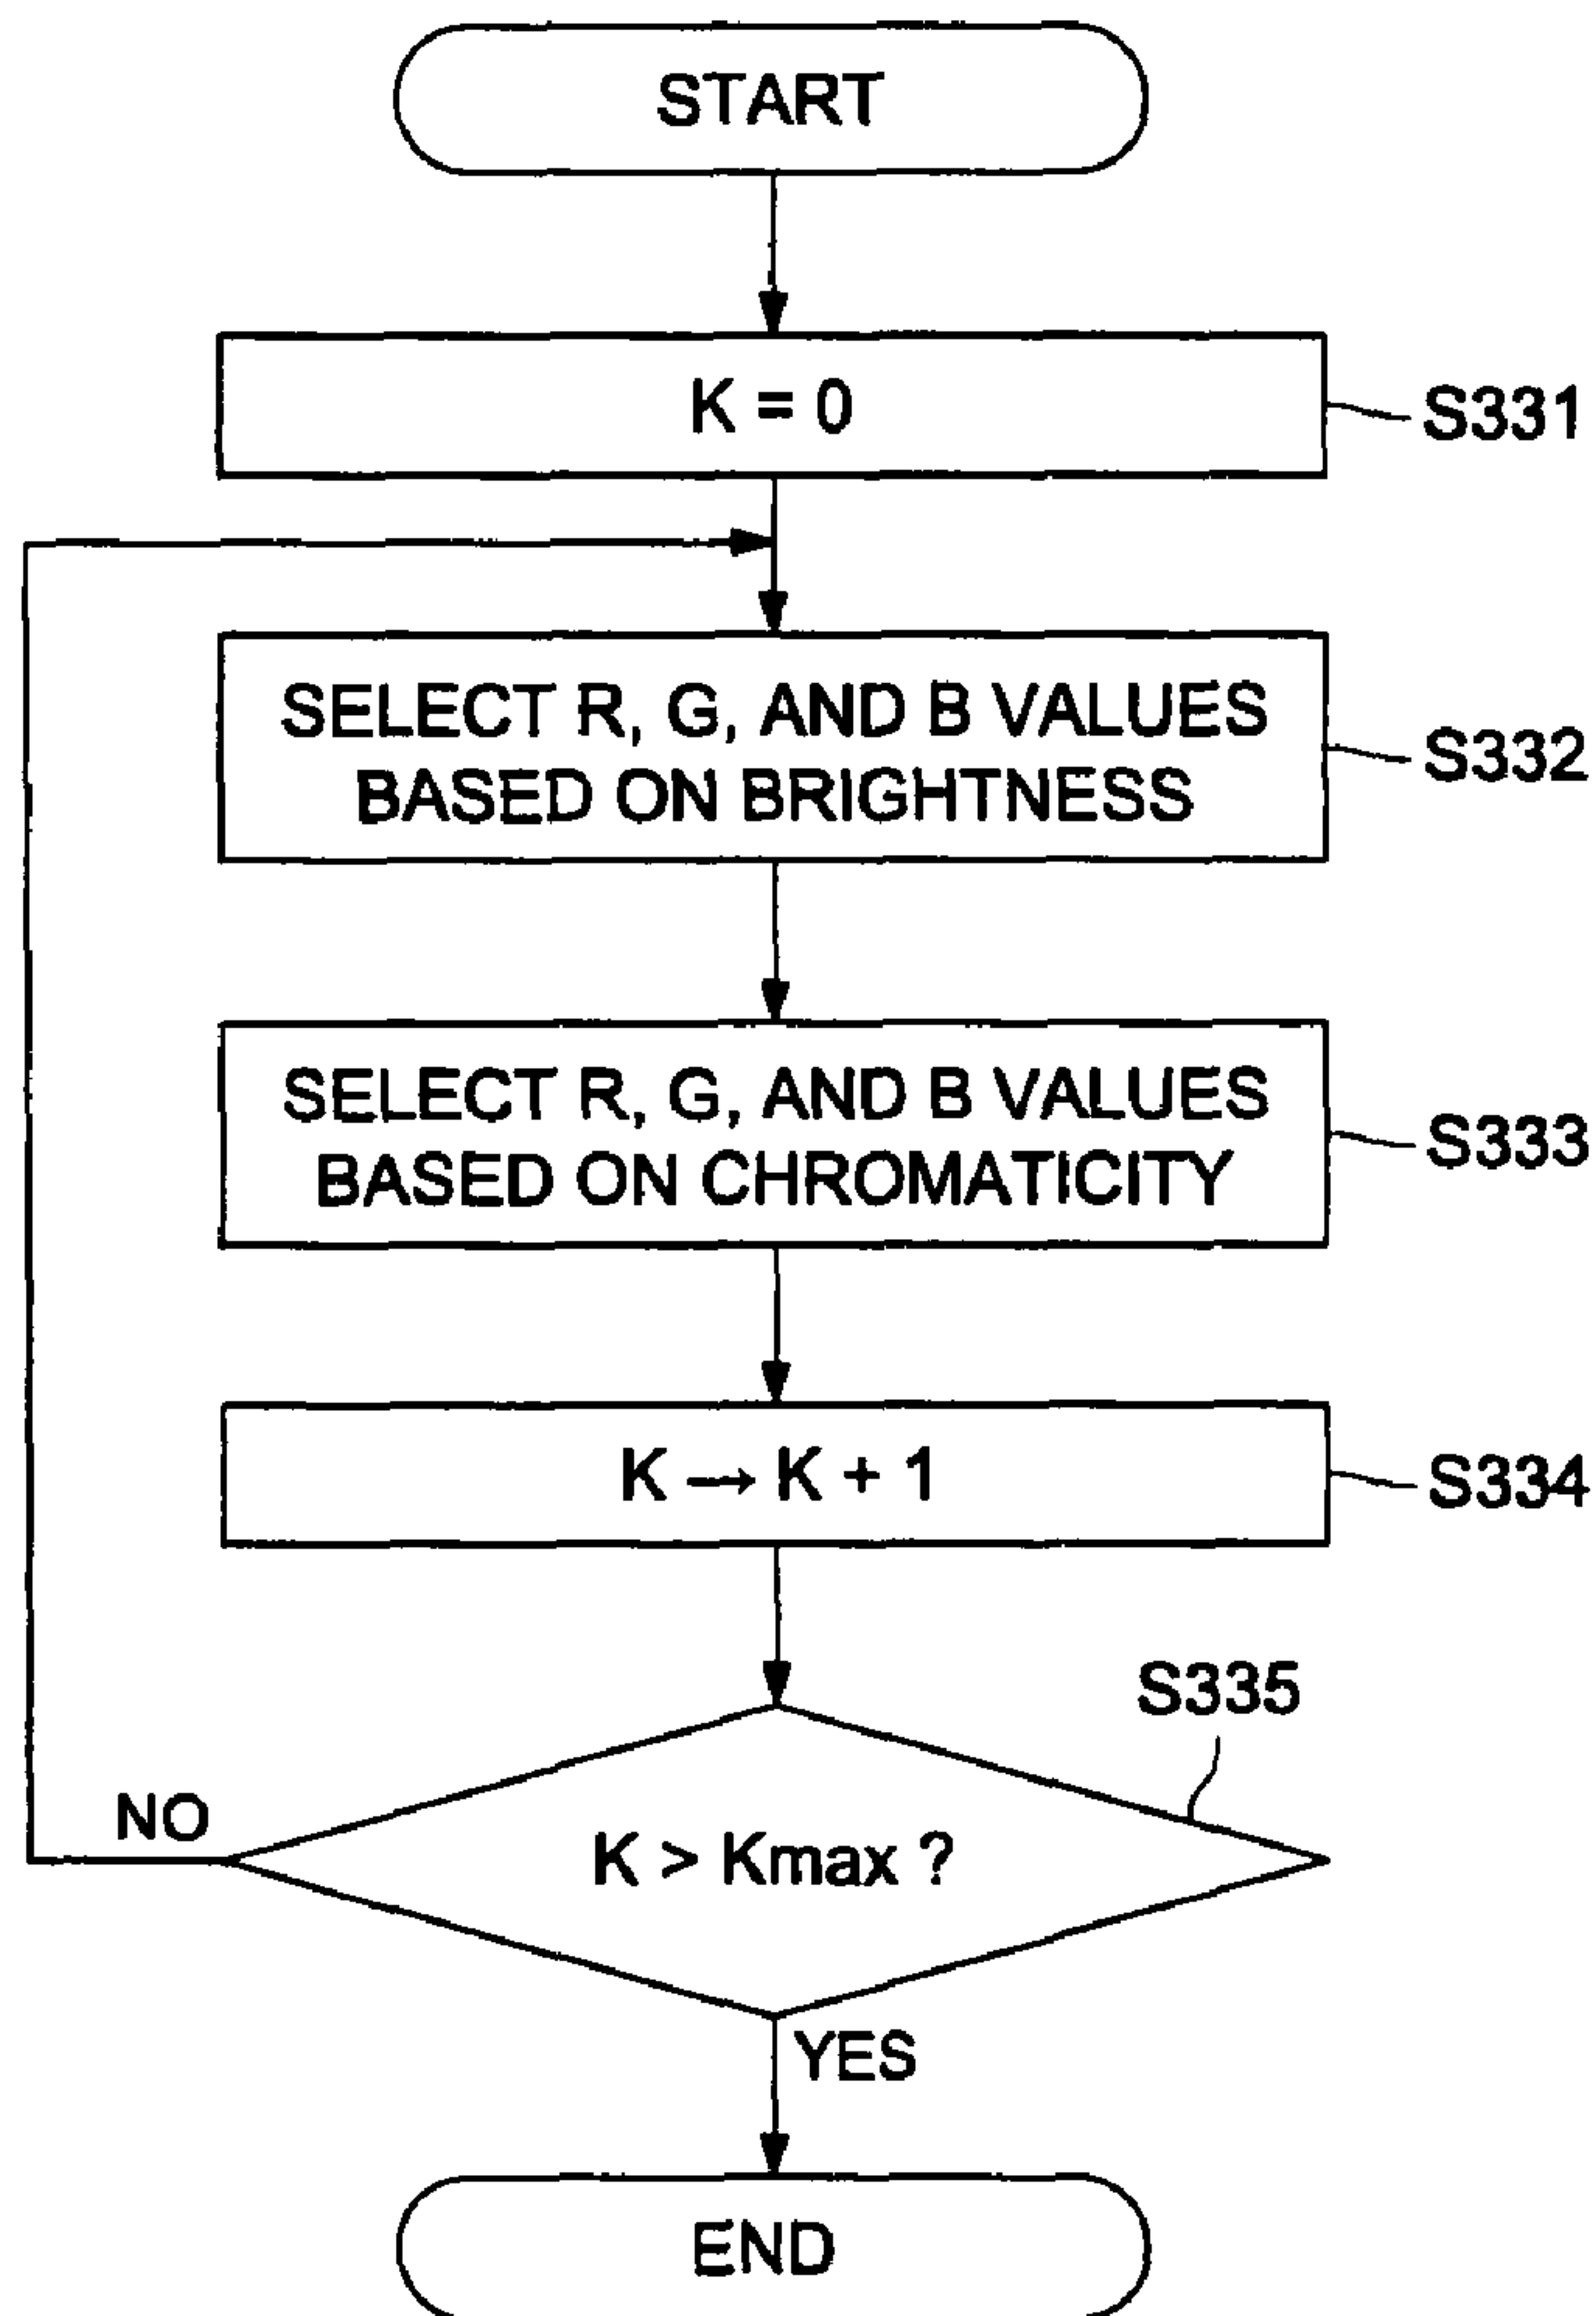 START
K = 0
S331
SELECT R, G, AND B VALUES
BASED ON BRIGHTNESS
S332
SELECT R, G, AND B VALUES
BASED ON CHROMATICITY
S333
K → K + 1
S334
S335
NO
K > Kmax ?
YES
END